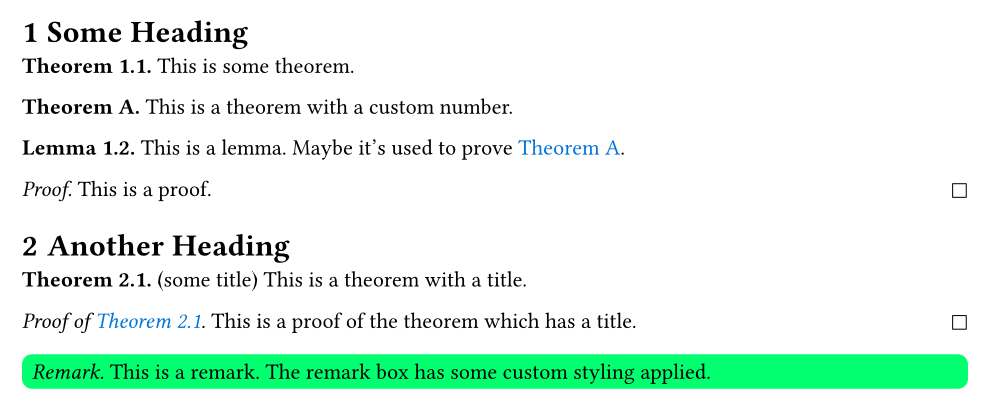 1 Some Heading
Theorem 1.1. This is some theorem.
Theorem A. This is a theorem with a custom number.
Lemma 1.2. This is a lemma. Maybe it’s used to prove Theorem A.
Proof. This is a proof. □
2 Another Heading
Theorem 2.1. (some title) This is a theorem with a title.
Proof of Theorem 2.1. This is a proof of the theorem which has a title. □
Remark. This is a remark. The remark box has some custom styling applied.